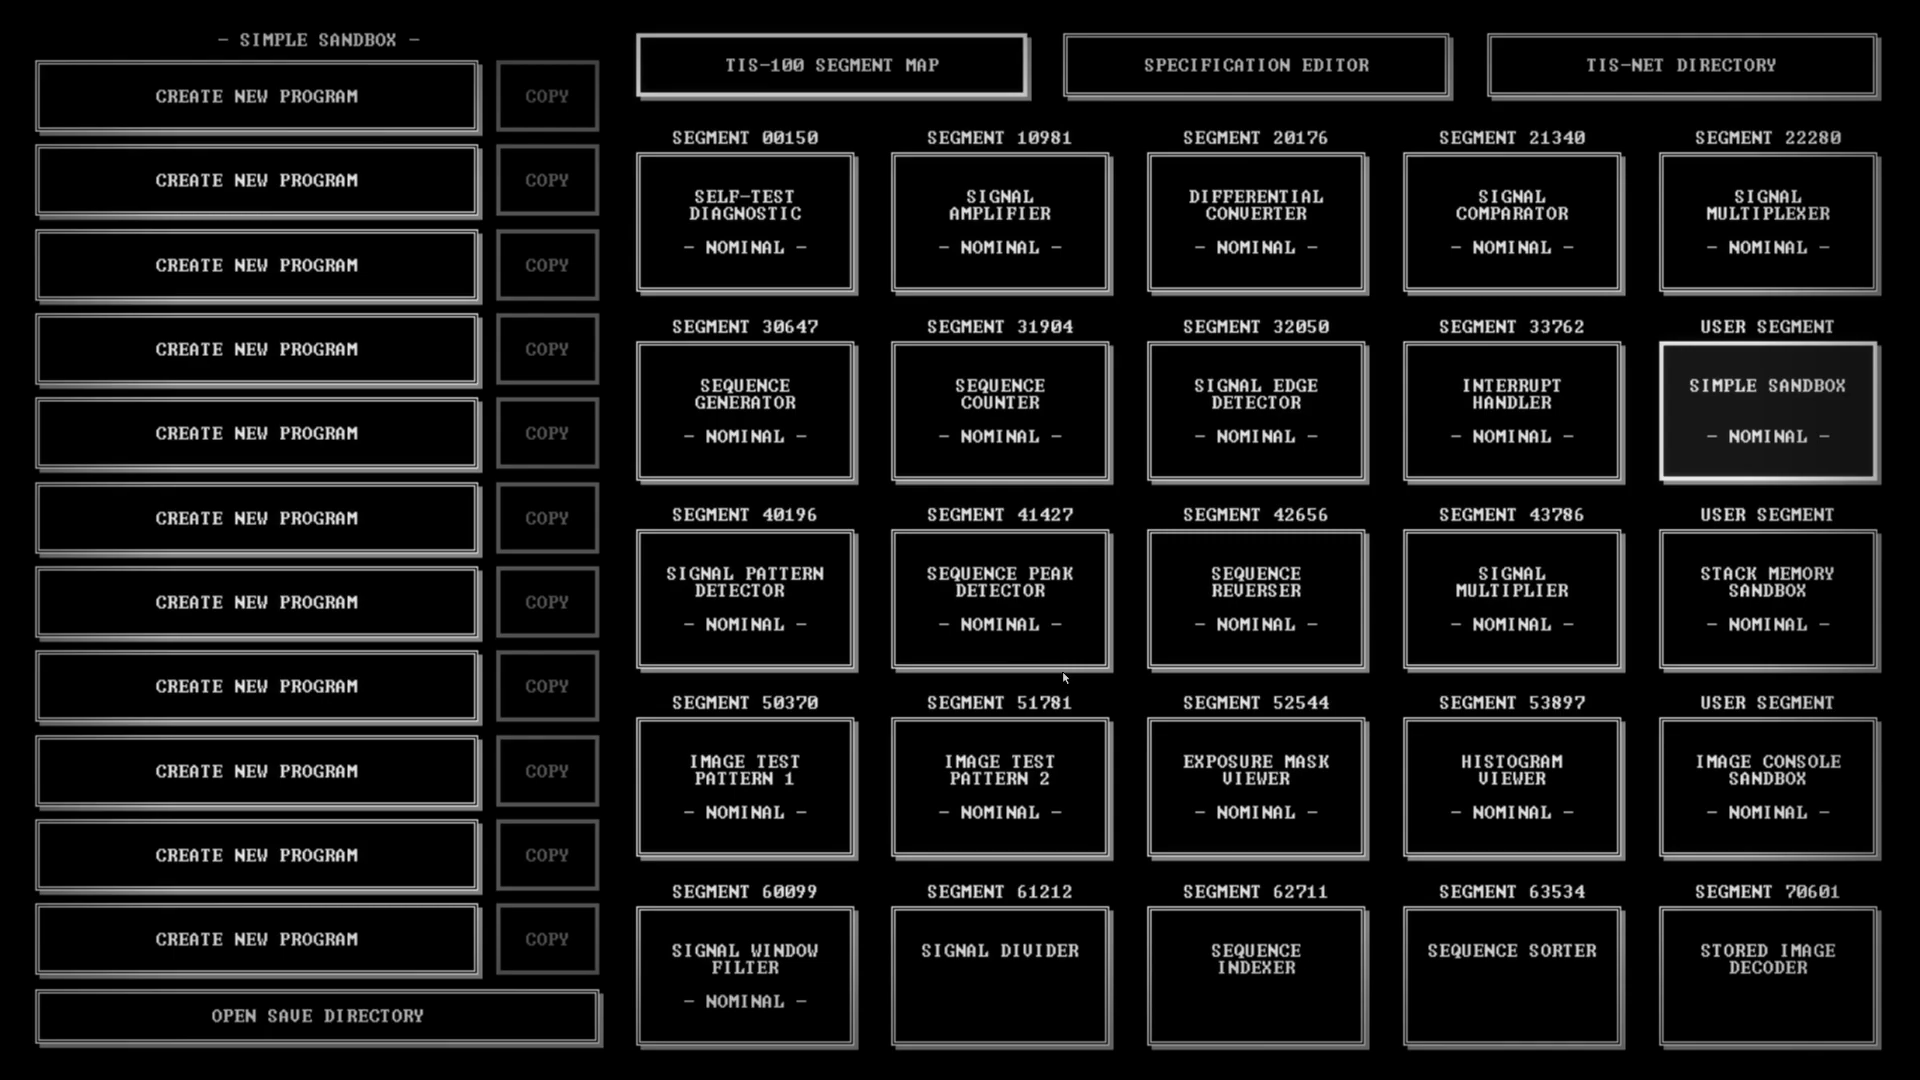 — SIMPLE SANDBOX —
CREATE NEW PROGRAM COPY
CREATE NEW PROGRAM COPY
CREATE NEW PROGRAM COPY
CREATE NEW PROGRAM COPY
CREATE NEW PROGRAM COPY
CREATE NEW PROGRAM COPY
CREATE NEW PROGRAM COPY
CREATE NEW PROGRAM COPY
CREATE NEW PROGRAM COPY
CREATE NEW PROGRAM COPY
CREATE NEW PROGRAM COPY
OPEN SAVE DIRECTORY
TIS-100 SEGMENT MAP
SPECIFICATION EDITOR
TIS-NET DIRECTORY
SEGMENT 00150
SELF-TEST
DIAGNOSTIC
— NOMINAL —
SEGMENT 10981
SIGNAL
AMPLIFIER
— NOMINAL —
SEGMENT 20176
DIFFERENTIAL
CONVERTER
— NOMINAL —
SEGMENT 21340
SIGNAL
COMPARATOR
— NOMINAL —
SEGMENT 22280
SIGNAL
MULTIPLEXER
— NOMINAL —
SEGMENT 30647
SEQUENCE
GENERATOR
— NOMINAL —
SEGMENT 31904
SEQUENCE
COUNTER
— NOMINAL —
SEGMENT 32050
SIGNAL EDGE
DETECTOR
— NOMINAL —
SEGMENT 33762
INTERRUPT
HANDLER
— NOMINAL —
USER SEGMENT
SIMPLE SANDBOX
— NOMINAL —
SEGMENT 40196
SIGNAL PATTERN
DETECTOR
— NOMINAL —
SEGMENT 41427
SEQUENCE PEAK
DETECTOR
— NOMINAL —
SEGMENT 42656
SEQUENCE
REVERSER
— NOMINAL —
SEGMENT 43786
SIGNAL
MULTIPLIER
— NOMINAL —
USER SEGMENT
STACK MEMORY
SANDBOX
— NOMINAL —
SEGMENT 50370
IMAGE TEST
PATTERN 1
— NOMINAL —
SEGMENT 51781
IMAGE TEST
PATTERN 2
— NOMINAL —
SEGMENT 52544
EXPOSURE MASK
VIEWER
— NOMINAL —
SEGMENT 53897
HISTOGRAM
VIEWER
— NOMINAL —
USER SEGMENT
IMAGE CONSOLE
SANDBOX
— NOMINAL —
SEGMENT 60099
SIGNAL WINDOW
FILTER
— NOMINAL —
SEGMENT 61212
SIGNAL DIVIDER
SEGMENT 62711
SEQUENCE
INDEXER
SEGMENT 63534
SEQUENCE SORTER
SEGMENT 70601
STORED IMAGE
DECODER